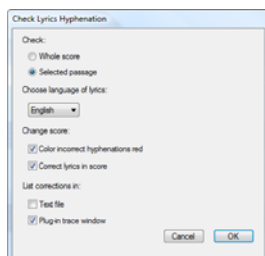 Check Lyrics Hyphenation
Check:
Whole score
Selected passage
Choose language of lyrics:
English
Change score:
Color incorrect hyphenations red
Correct lyrics in score
List corrections in:
Text file
Plug-in trace window
Cancel OK